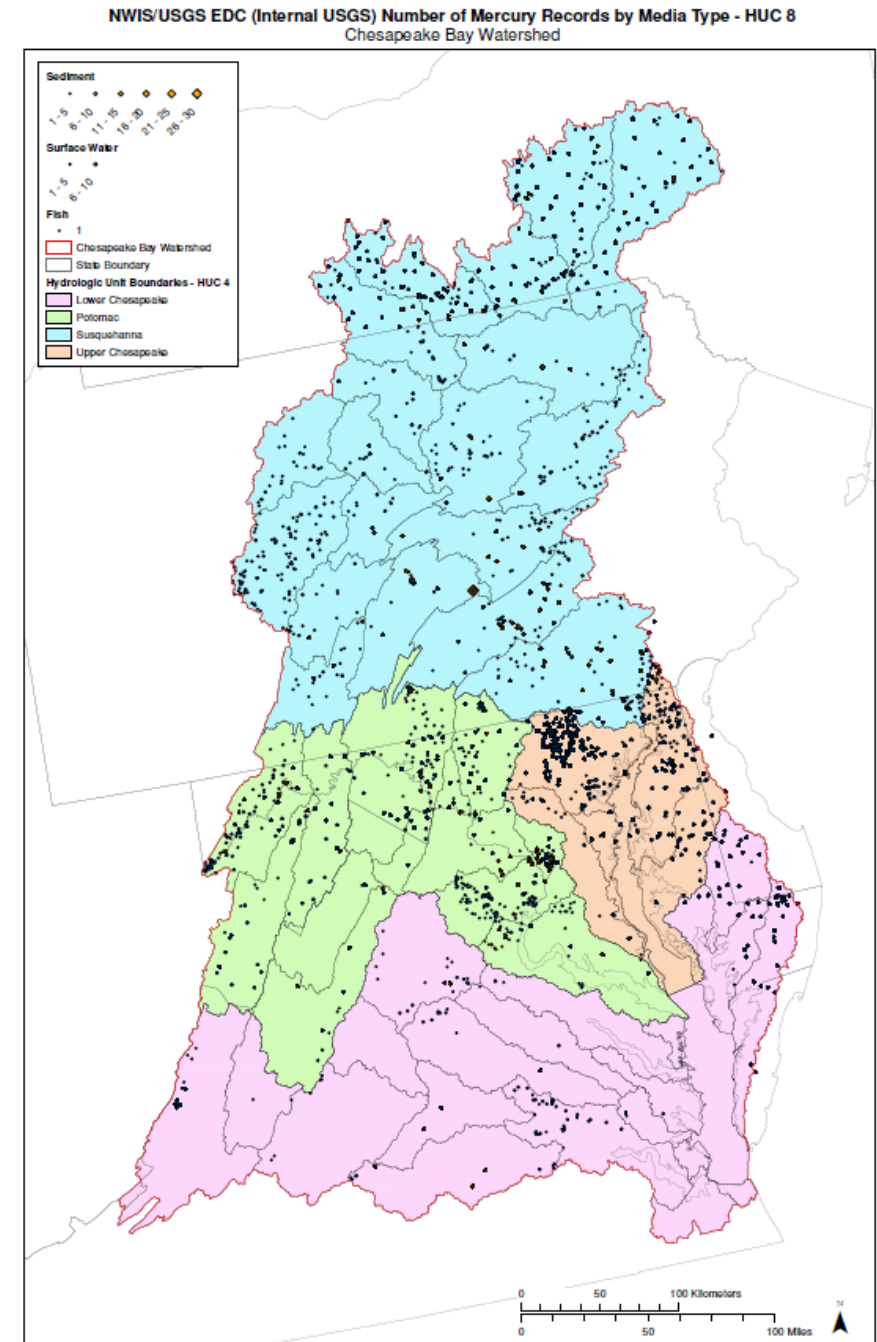 NWIS/USGS EDC (Internal USGS) Number of Mercury Records by Media Type - HUC 8
Chesapeake Bay Watershed
Sediment
1 - 5 6 - 10 11 - 15 16 - 20 21 - 25 26 - 30
Surface Water
1 - 5 6 - 10
Fish
1
Chesapeake Bay Watershed
State Boundary
Hydrologic Unit Boundaries - HUC 4
Lower Chesapeake
Potomac
Susquehanna
Upper Chesapeake
0 50 100 Kilometers
0 50 100 Miles
N